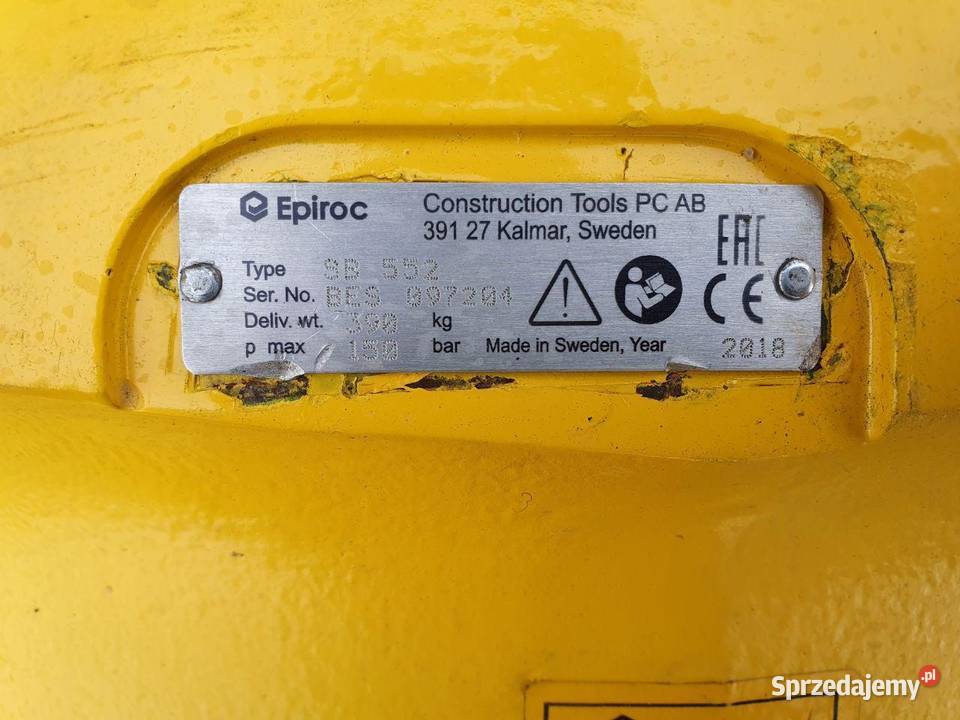 Epiroc
Construction Tools PC AB
391 27 Kalmar, Sweden
EAC
Type SB 552
Ser. No. BES 097204
Deliv. wt. 390 kg
p max 150 bar
Made in Sweden, Year 2018
CE
Sprzedajemy.pl